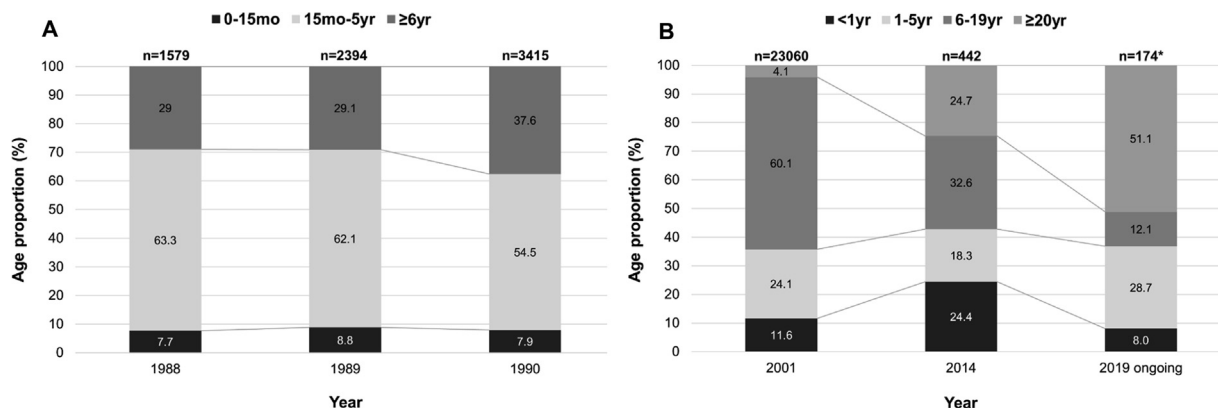 A
0-15mo 15mo-5yr ≥6yr
n=1579 n=2394 n=3415
Age proportion (%)
100
90
80
70
60
50
40
30
20
10
0
29 29.1 37.6
63.3 62.1 54.5
7.7 8.8 7.9
1988 1989 1990
Year
B
<1yr 1-5yr 6-19yr ≥20yr
n=23060 n=442 n=174*
Age proportion (%)
100
90
80
70
60
50
40
30
20
10
0
4.1 24.7 51.1
60.1 32.6 12.1
24.1 18.3 28.7
11.6 24.4 8.0
2001 2014 2019 ongoing
Year